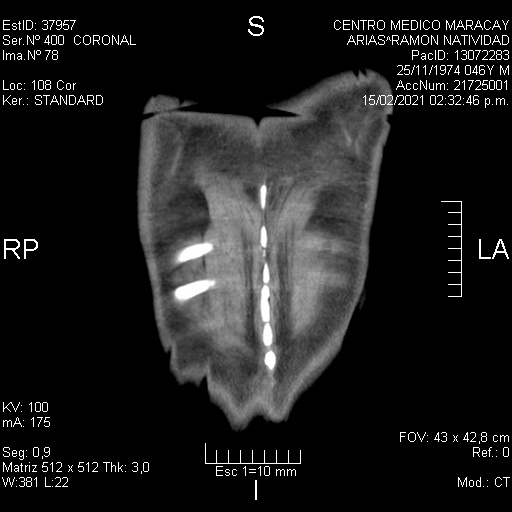 EstID: 37957
Ser.Nº 400 CORONAL
Ima.Nº 78
Loc: 108 Cor
Ker.: STANDARD
S
CENTRO MEDICO MARACAY
ARIAS^RAMON NATIVIDAD
PacID: 13072283
25/11/1974 046Y M
AccNum: 21725001
15/02/2021 02:32:46 p.m.
RP
LA
KV: 100
mA: 175
Seg: 0,9
Matriz 512 x 512 Thk: 3,0
W:381 L:22
Esc 1=10 mm
I
FOV: 43 x 42,8 cm
Ref.: 0
Mod.: CT